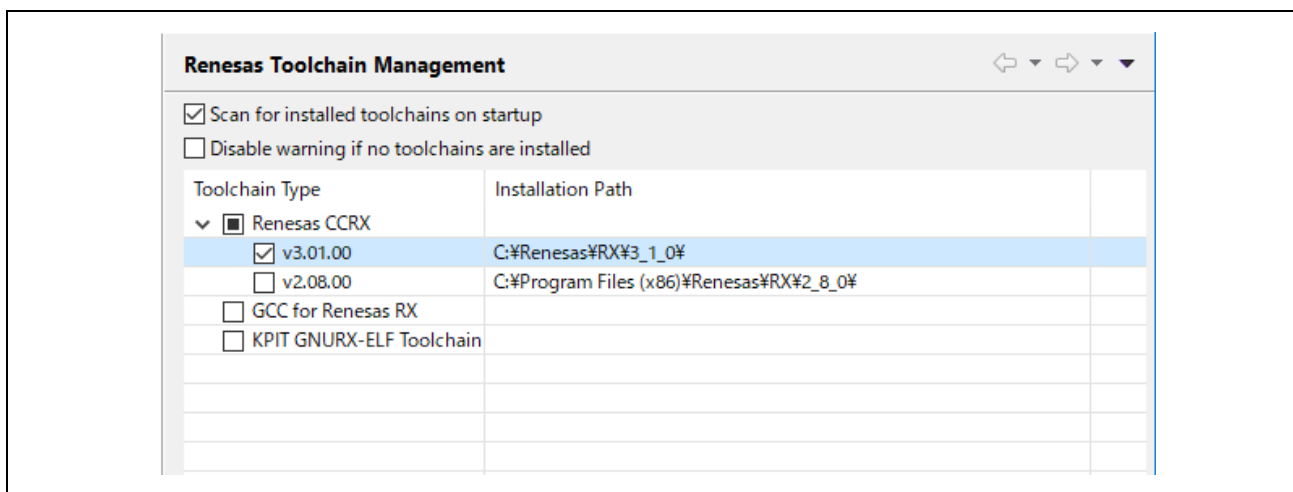 Renesas Toolchain Management
Scan for installed toolchains on startup
Disable warning if no toolchains are installed
Toolchain Type Installation Path
Renesas CCRX
v3.01.00 C:¥Renesas¥RX¥3_1_0¥
v2.08.00 C:¥Program Files (x86)¥Renesas¥RX¥2_8_0¥
GCC for Renesas RX
KPIT GNURX-ELF Toolchain